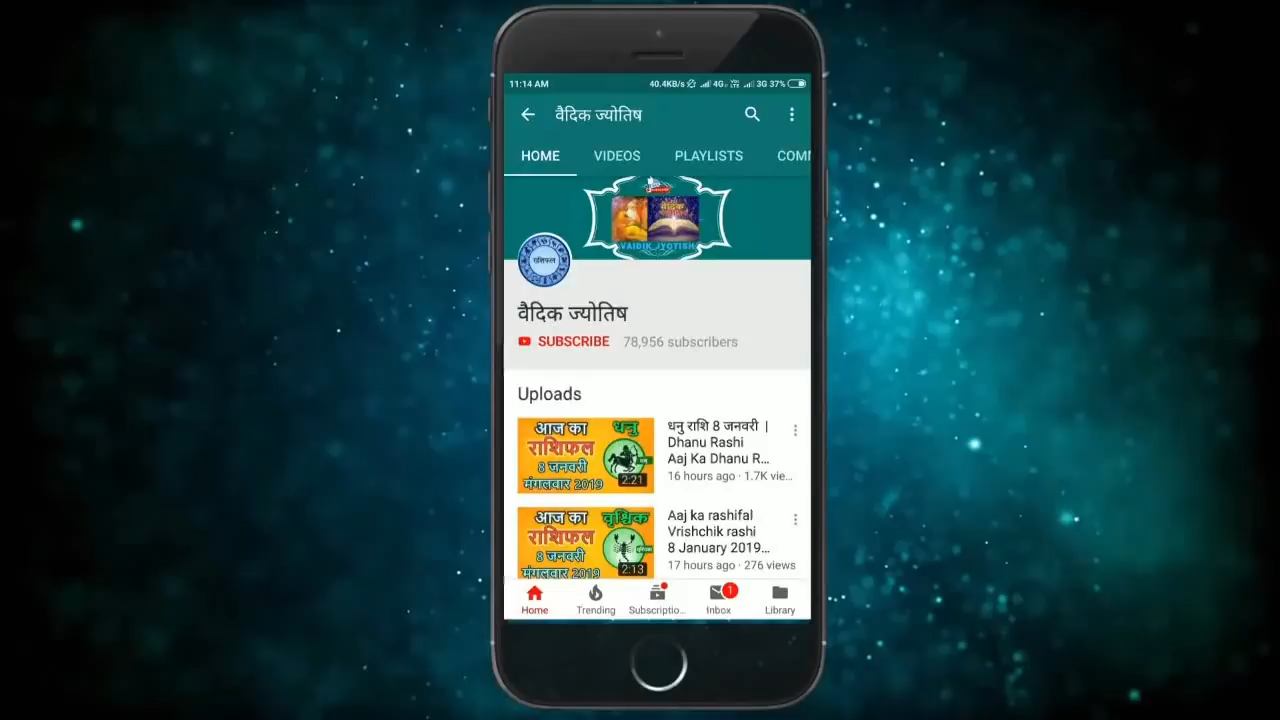 11:14 AM
40.4KB/s 4G 3G 37%
वैदिक ज्योतिष
HOME VIDEOS PLAYLISTS COM
वैदिक
VAIDIK JYOTISH
राशिफल
वैदिक ज्योतिष
SUBSCRIBE 78,956 subscribers
Uploads
आज का धनु
राशिफल
8 जनवरी
मंगलवार 2019
2:21
धनु राशि 8 जनवरी |
Dhanu Rashi
Aaj Ka Dhanu R...
16 hours ago · 1.7K vie...
आज का वृश्चिक
राशिफल
8 जनवरी
मंगलवार 2019
2:13
Aaj ka rashifal
Vrishchik rashi
8 January 2019...
17 hours ago · 276 views
1
Home Trending Subscriptio... Inbox Library